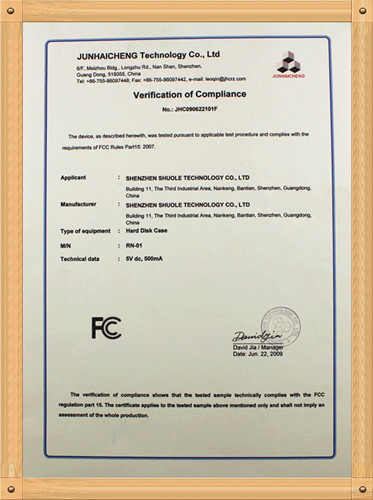 JUNHAICHENG Technology Co., Ltd
6/F, Meizhou Bldg., Longzhu Rd., Nan Shan, Shenzhen,
Guang Dong, 518055, China
Tel: +86-755-86097448; Fax: +86-755-86097442, e-mail: leoqin@jhcrz.com
JUNHAICHENG
Verification of Compliance
No.: JHC090622101F
The device, as described herewith, was tested pursuant to applicable test procedure and complies with the
requirements of FCC Rules Part15: 2007.
Applicant : SHENZHEN SHUOLE TECHNOLOGY CO., LTD
Building 11, The Third Industrial Area, Nankeng, Bantian, Shenzhen, Guangdong,
China
Manufacturer : SHENZHEN SHUOLE TECHNOLOGY CO., LTD
Building 11, The Third Industrial Area, Nankeng, Bantian, Shenzhen, Guangdong,
China
Type of equipment : Hard Disk Case
M/N : RN-01
Technical data : 5V dc, 500mA
FC
Davidjia
David Jia / Manager
Date: Jun. 22, 2009
The verification of compliance shows that the tested sample technically complies with the FCC
regulation part 15. The certificate applies to the tested sample above mentioned only and shall not imply an
assessment of the whole production.